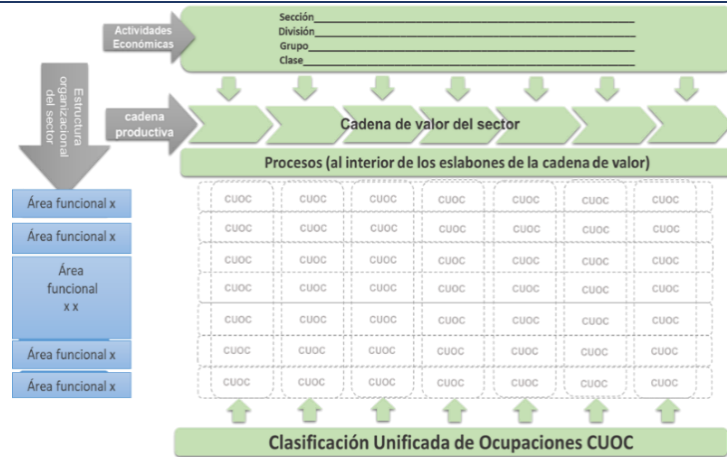 Actividades
Económicas
Sección
División
Grupo
Clase
Estructura
organizacional
del sector
cadena
productiva
Cadena de valor del sector
Procesos (al interior de los eslabones de la cadena de valor)
Área funcional x
CUOC CUOC CUOC CUOC CUOC CUOC CUOC
Área funcional x
CUOC CUOC CUOC CUOC CUOC CUOC CUOC
Área
funcional
x x
CUOC CUOC CUOC CUOC CUOC CUOC CUOC
CUOC CUOC CUOC CUOC CUOC CUOC CUOC
CUOC CUOC CUOC CUOC CUOC CUOC CUOC
Área funcional x
CUOC CUOC CUOC CUOC CUOC CUOC CUOC
Área funcional x
CUOC CUOC CUOC CUOC CUOC CUOC CUOC
Clasificación Unificada de Ocupaciones CUOC